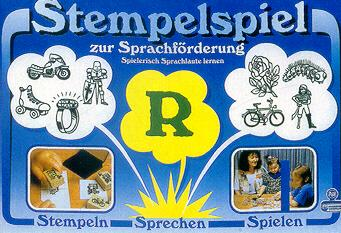 Stempelspiel
zur Sprachförderung
Spielerisch Sprachlaute lernen
R
Stempeln Sprechen Spielen